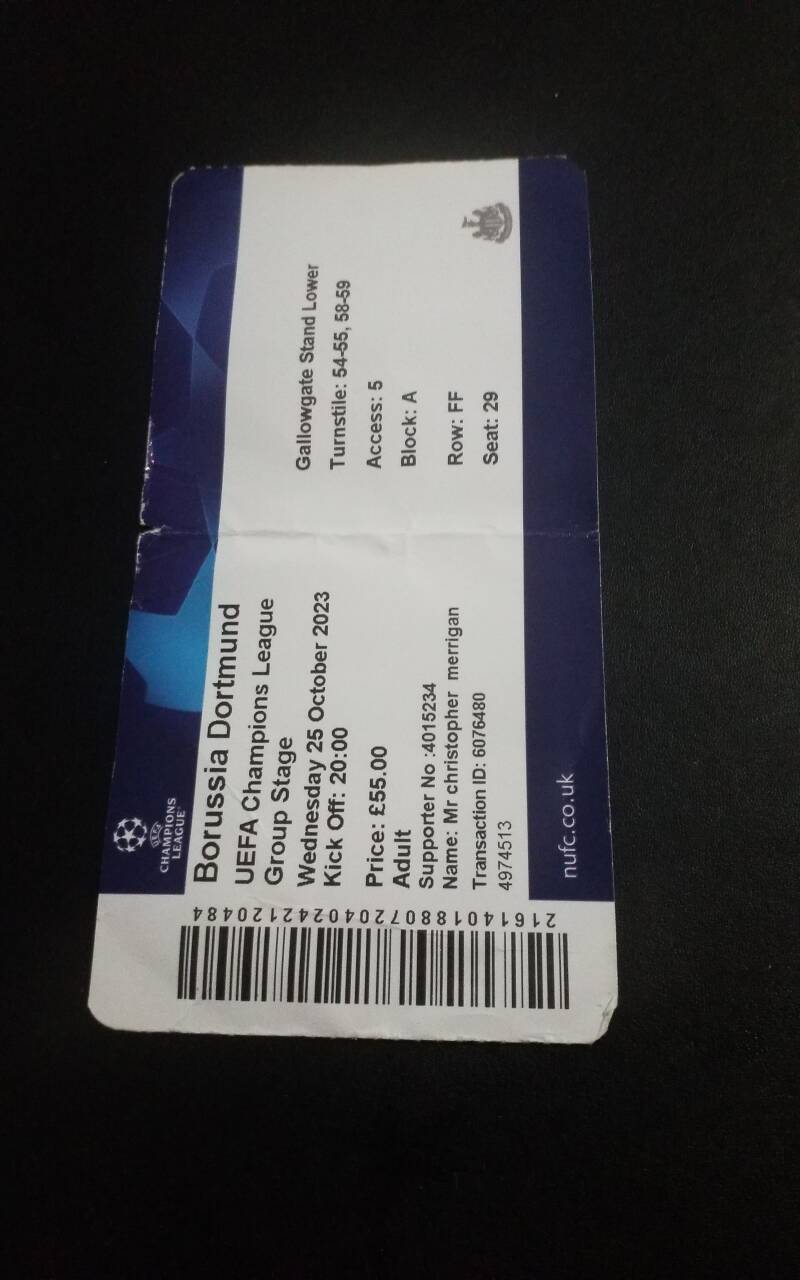 UEFA
CHAMPIONS
LEAGUE
Borussia Dortmund
UEFA Champions League
Group Stage
Wednesday 25 October 2023
Kick Off: 20:00
Price: £55.00
Adult
Supporter No :4015234
Name: Mr christopher merrigan
Transaction ID: 6076480
4974513
Gallowgate Stand Lower
Turnstile: 54-55, 58-59
Access: 5
Block: A
Row: FF
Seat: 29
nufc.co.uk
216140188072040242120484